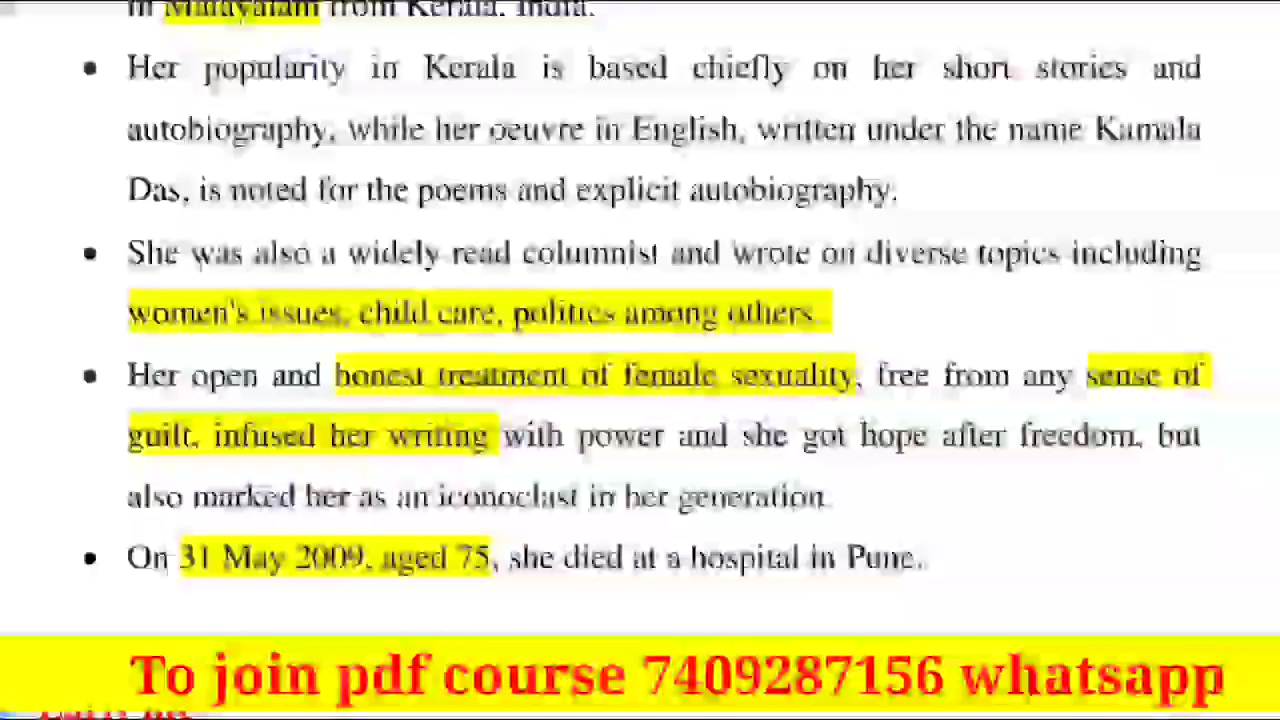 in Malayalam from Kerala, India.
Her popularity in Kerala is based chiefly on her short stories and
autobiography, while her oeuvre in English, written under the name Kamala
Das, is noted for the poems and explicit autobiography.
She was also a widely read columnist and wrote on diverse topics including
women's issues, child care, politics among others.
Her open and honest treatment of female sexuality, free from any sense of
guilt, infused her writing with power and she got hope after freedom, but
also marked her as an iconoclast in her generation.
On 31 May 2009, aged 75, she died at a hospital in Pune.
To join pdf course 7409287156 whatsapp